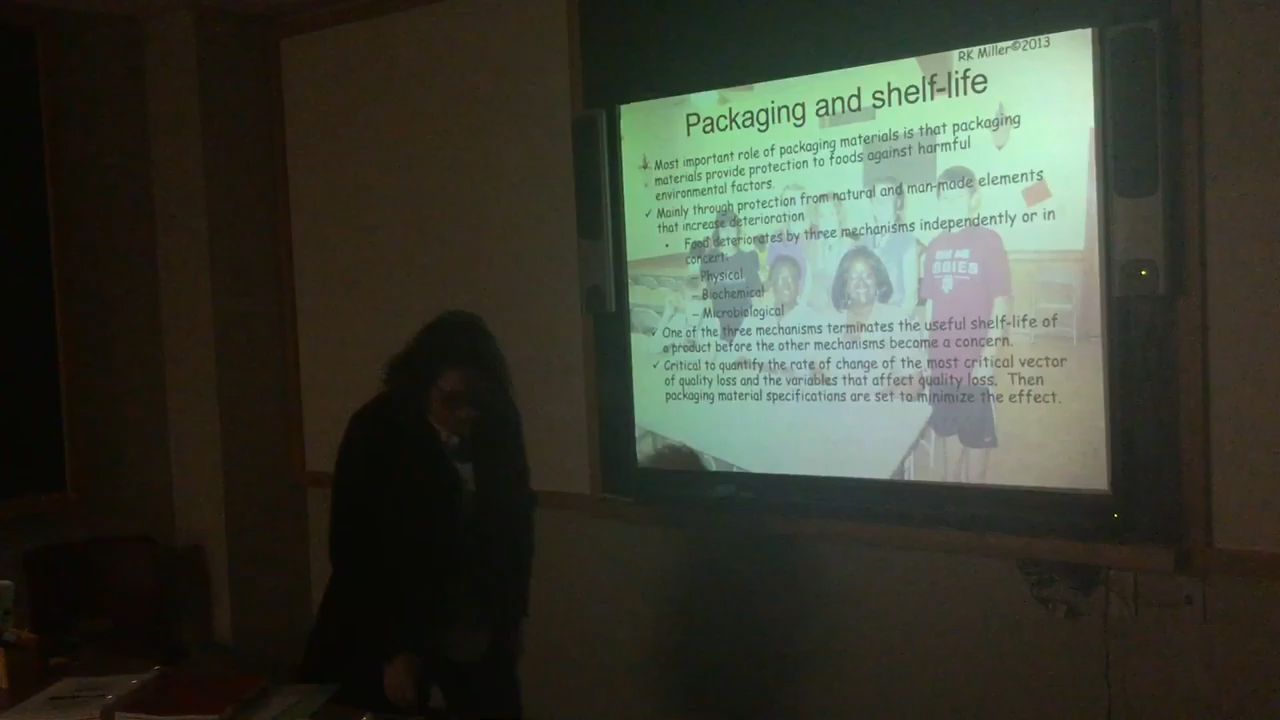 RK Miller©2013
Packaging and shelf-life
Most important role of packaging materials is that packaging
materials provide protection to foods against harmful
environmental factors.
✓ Mainly through protection from natural and man-made elements
that increase deterioration
• Food deteriorates by three mechanisms independently or in
concert:
– Physical
– Biochemical
– Microbiological
✓ One of the three mechanisms terminates the useful shelf-life of
a product before the other mechanisms become a concern.
✓ Critical to quantify the rate of change of the most critical vector
of quality loss and the variables that affect quality loss. Then
packaging material specifications are set to minimize the effect.